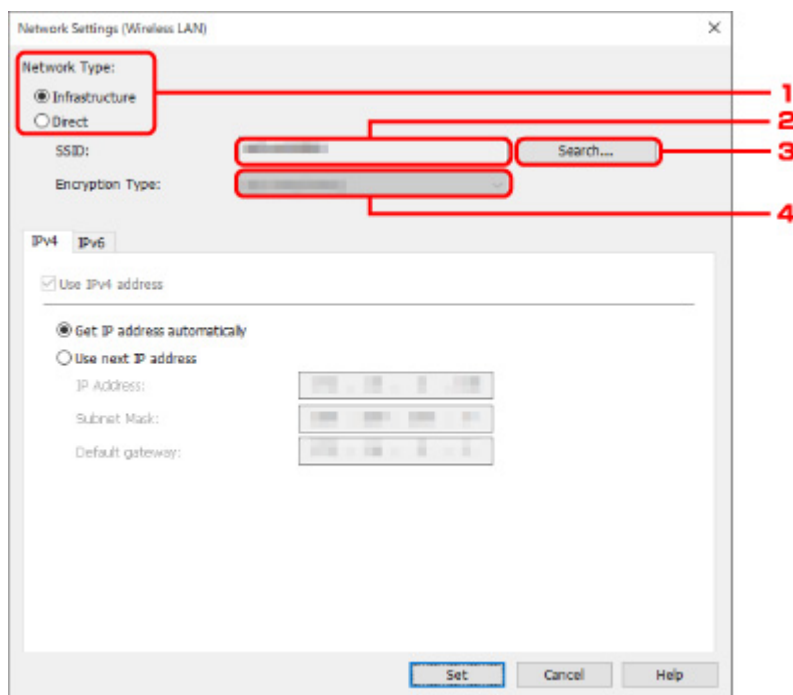 Network Settings (Wireless LAN)
Network Type:
Infrastructure
1
Direct
2
SSID:
Search...
3
Encryption Type:
4
IPv4 IPv6
Use IPv4 address
Get IP address automatically
Use next IP address
IP Address:
Subnet Mask:
Default gateway:
Set Cancel Help